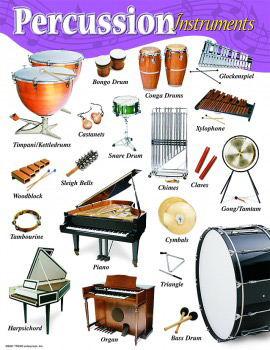 Percussion Instruments
Bongo Drum
Conga Drums
Glockenspiel
Timpani/Kettledrums
Castanets
Snare Drum
Xylophone
Woodblock
Sleigh Bells
Chimes
Claves
Gong/Tamtam
Tambourine
Piano
Cymbals
Triangle
Harpsichord
Organ
Bass Drum